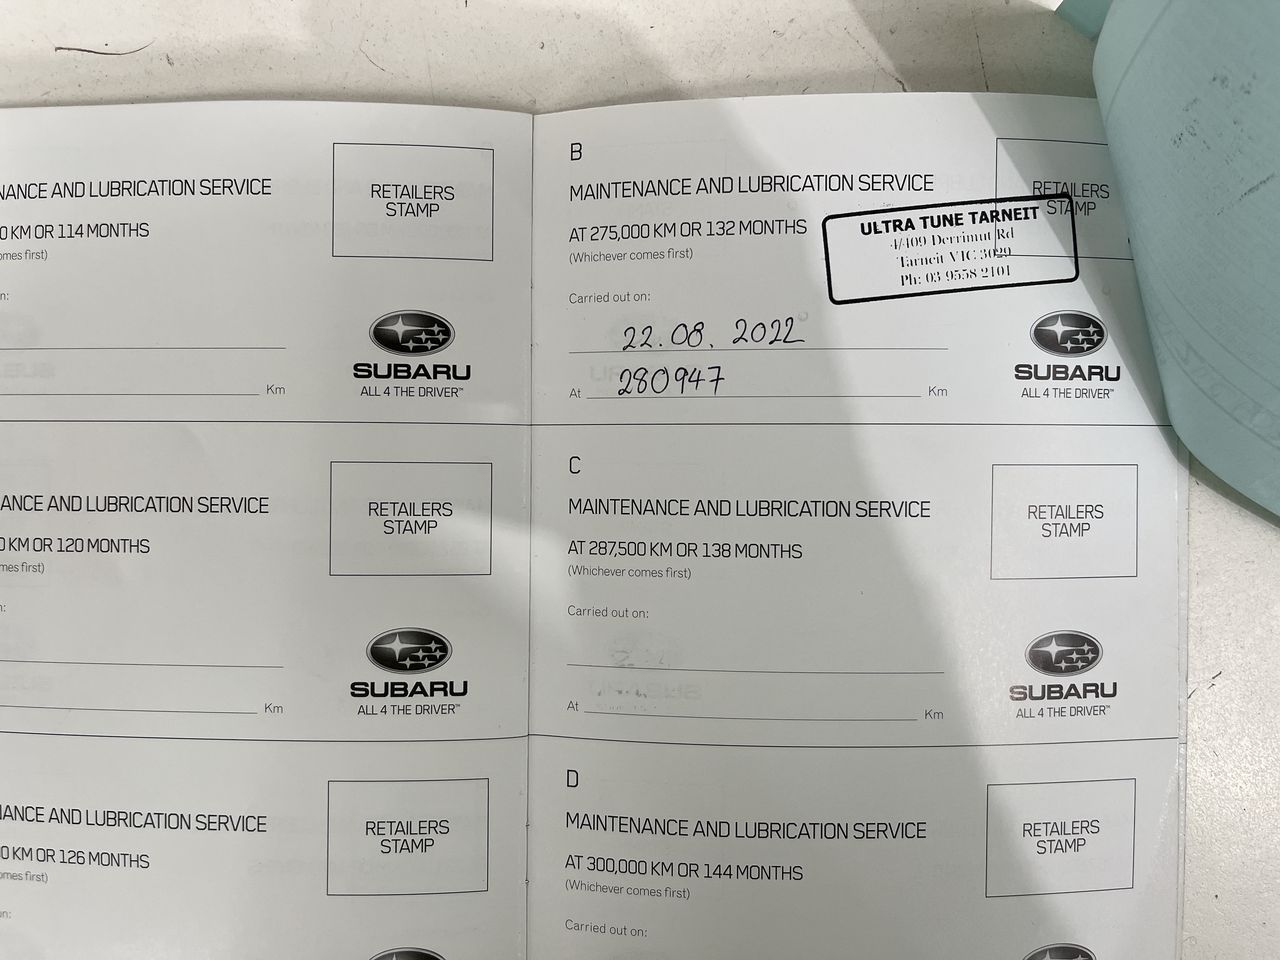 NANCE AND LUBRICATION SERVICE
0 KM OR 114 MONTHS
omes first)
n:
RETAILERS
STAMP
SUBARU
ALL 4 THE DRIVER™
Km
ANCE AND LUBRICATION SERVICE
0 KM OR 120 MONTHS
mes first)
n:
RETAILERS
STAMP
SUBARU
ALL 4 THE DRIVER™
Km
NANCE AND LUBRICATION SERVICE
0 KM OR 126 MONTHS
omes first)
on:
RETAILERS
STAMP
B
MAINTENANCE AND LUBRICATION SERVICE
AT 275,000 KM OR 132 MONTHS
(Whichever comes first)
RETAILERS
STAMP
ULTRA TUNE TARNEIT
4/409 Derrimut Rd
Tarneit VIC 3029
Ph: 03 9558 2101
Carried out on:
22.08.2022
At 280947 Km
SUBARU
ALL 4 THE DRIVER™
C
MAINTENANCE AND LUBRICATION SERVICE
AT 287,500 KM OR 138 MONTHS
(Whichever comes first)
RETAILERS
STAMP
Carried out on:
At Km
SUBARU
ALL 4 THE DRIVER™
D
MAINTENANCE AND LUBRICATION SERVICE
AT 300,000 KM OR 144 MONTHS
(Whichever comes first)
RETAILERS
STAMP
Carried out on: